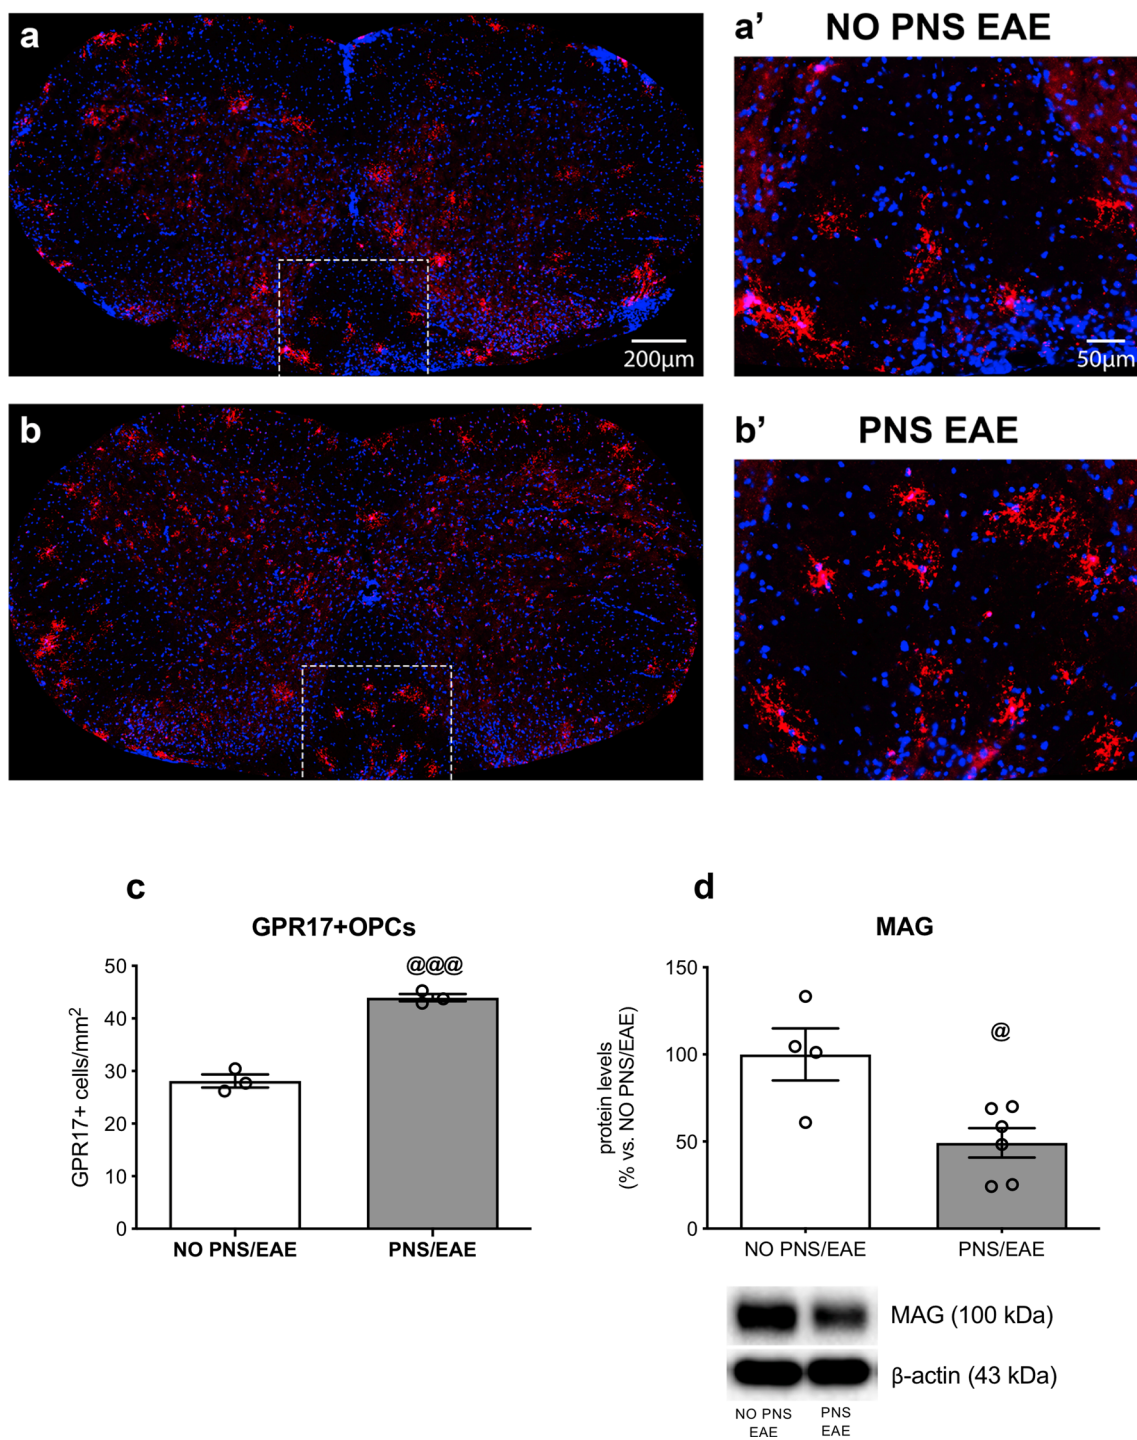 a
200µm
a’ NO PNS EAE
50µm
b
b’ PNS EAE
c
GPR17+OPCs
GPR17+ cells/mm²
50
40
30
20
10
0
@@@
NO PNS/EAE PNS/EAE
d
MAG
protein levels
(% vs. NO PNS/EAE)
150
100
50
0
@
NO PNS/EAE PNS/EAE
MAG (100 kDa)
β-actin (43 kDa)
NO PNS PNS
EAE EAE